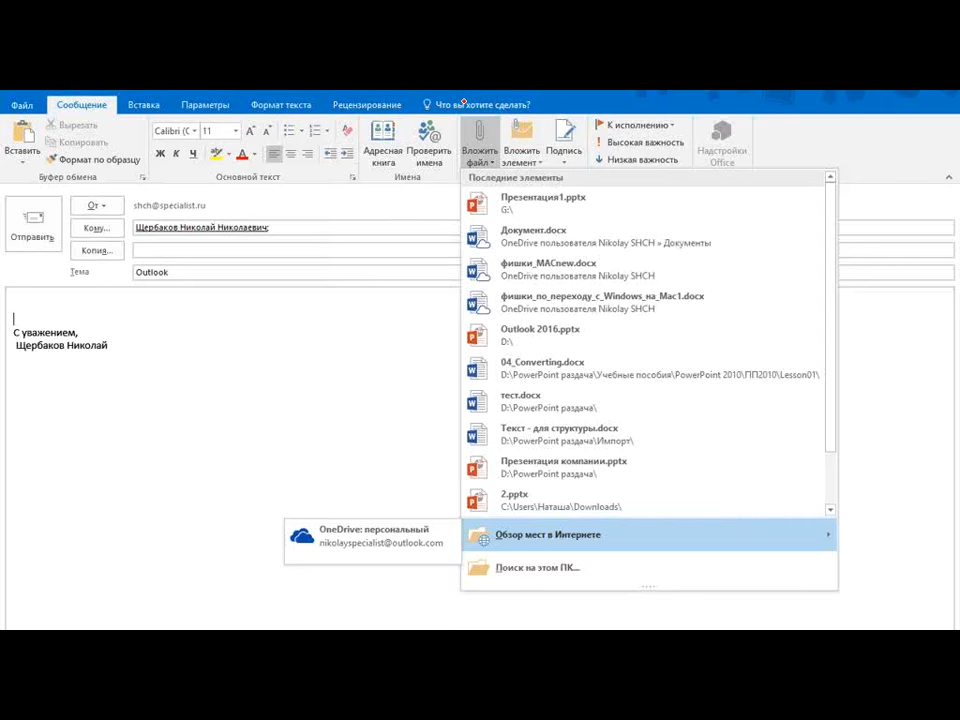 Файл Сообщение Вставка Параметры Формат текста Рецензирование Что вы хотите сделать?
Вставить
Вырезать
Копировать
Формат по образцу
Буфер обмена
Calibri (С 11
Ж К Ч
Основной текст
Адресная книга
Проверить имена
Имена
Вложить файл
Вложить элемент
Подпись
К исполнению
Высокая важность
Низкая важность
Надстройки Office
Отправить
От shch@specialist.ru
Кому... Щербаков Николай Николаевич;
Копия...
Тема Outlook
С уважением,
Щербаков Николай
Последние элементы
Презентация1.pptx
G:\
Документ.docx
OneDrive пользователя Nikolay SHCH » Документы
фишки_MACnew.docx
OneDrive пользователя Nikolay SHCH
фишки_по_переходу_с_Windows_на_Mac1.docx
OneDrive пользователя Nikolay SHCH
Outlook 2016.pptx
D:\
04_Converting.docx
D:\PowerPoint раздача\Учебные пособия\PowerPoint 2010\ПП2010\Lesson01\
тест.docx
D:\PowerPoint раздача\
Текст - для структуры.docx
D:\PowerPoint раздача\Импорт\
Презентация компании.pptx
D:\PowerPoint раздача\
2.pptx
C:\Users\Наташа\Downloads\
Обзор мест в Интернете
Поиск на этом ПК...
OneDrive: персональный
nikolayspecialist@outlook.com